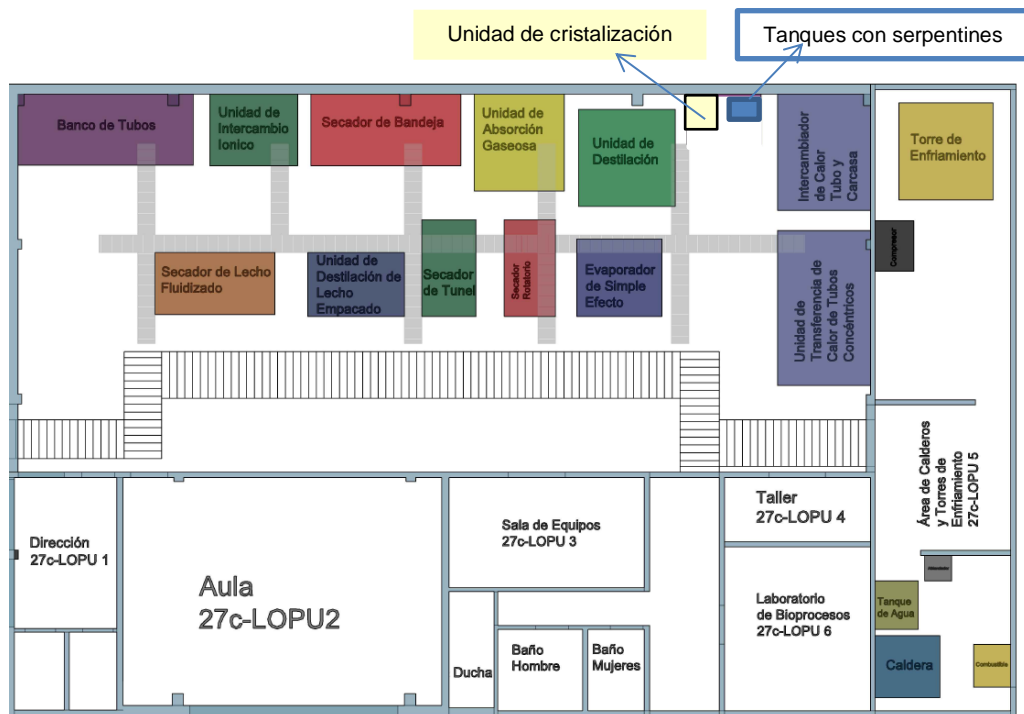 Unidad de cristalización
Tanques con serpentines
Banco de Tubos
Unidad de
Intercambio
Ionico
Secador de Bandeja
Unidad de
Absorción
Gaseosa
Unidad de
Destilación
Intercambiador
de Calor
Tubo y
Carcasa
Torre de
Enfriamiento
Compresor
Secador de Lecho
Fluidizado
Unidad de
Destilación de
Lecho
Empacado
Secador
de Tunel
Secador
Rotatorio
Evaporador
de Simple
Efecto
Unidad de
Transferencia de
Calor de Tubos
Concéntricos
Área de Calderos
y Torres de
Enfriamiento
27c-LOPU 5
Dirección
27c-LOPU 1
Aula
27c-LOPU2
Sala de Equipos
27c-LOPU 3
Taller
27c-LOPU 4
Laboratorio
de Bioprocesos
27c-LOPU 6
Ducha
Baño
Hombre
Baño
Mujeres
Tanque
de Agua
Caldera
Combustible